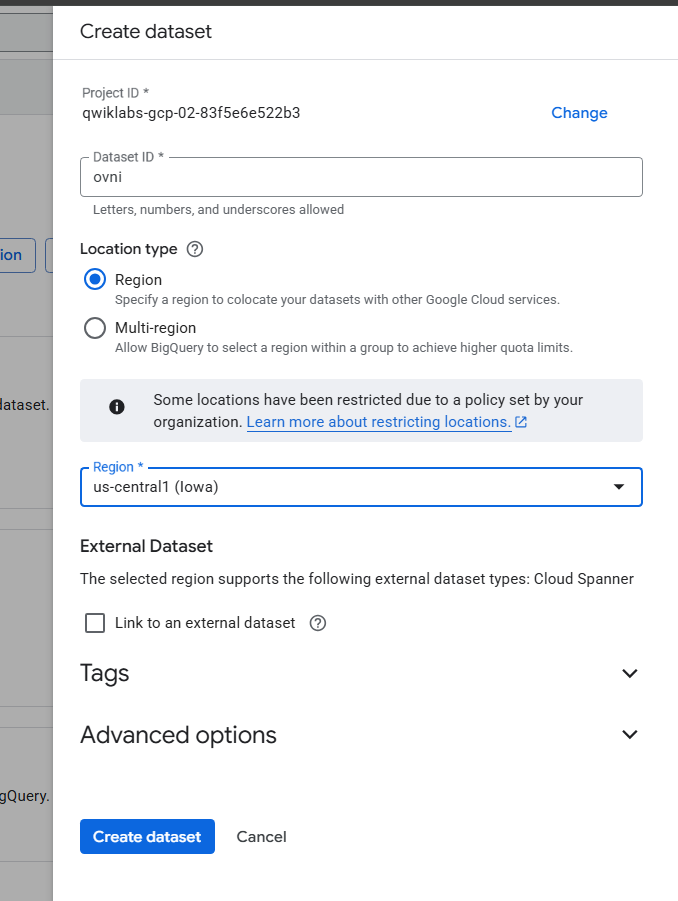 Create dataset
Project ID *
qwiklabs-gcp-02-83f5e6e522b3
Change
Dataset ID *
ovni
Letters, numbers, and underscores allowed
Location type
Region
Specify a region to colocate your datasets with other Google Cloud services.
Multi-region
Allow BigQuery to select a region within a group to achieve higher quota limits.
Some locations have been restricted due to a policy set by your
organization. Learn more about restricting locations.
Region *
us-central1 (Iowa)
External Dataset
The selected region supports the following external dataset types: Cloud Spanner
Link to an external dataset
Tags
Advanced options
Create dataset
Cancel
ion
dataset.
gQuery.